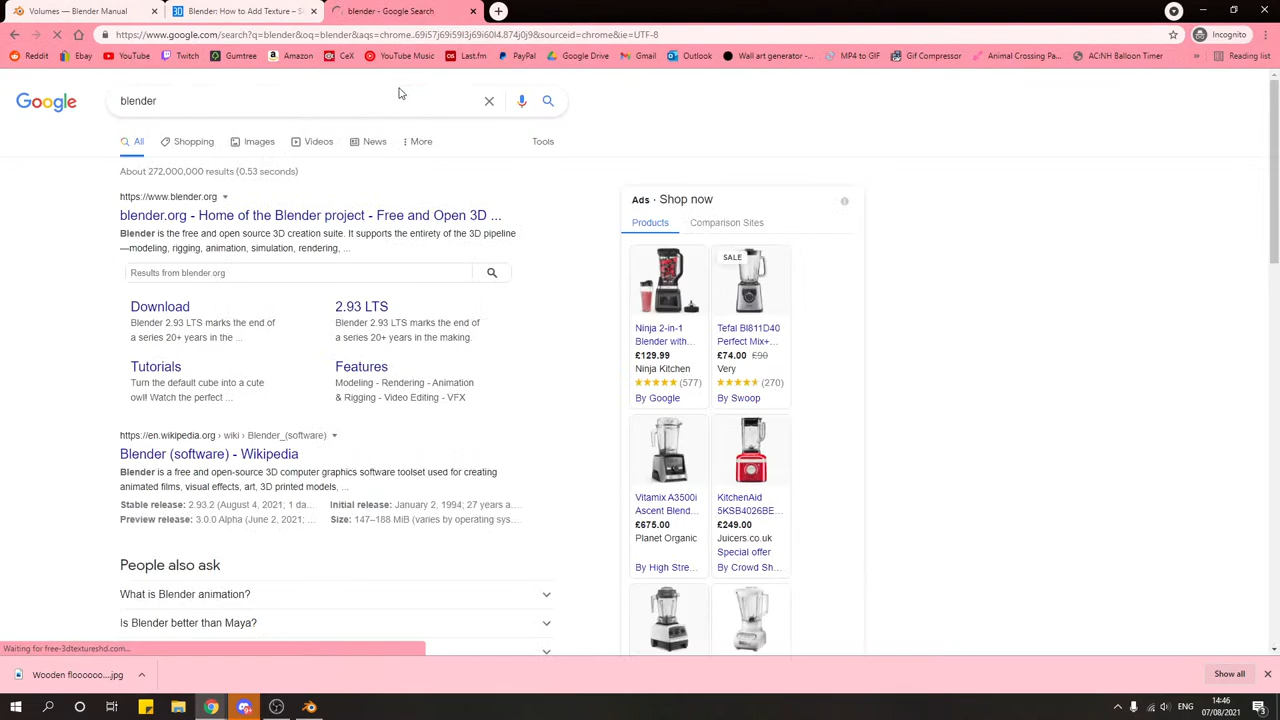 Volumes — Blender Manual
Blender: How to Add Texture – S
blender - Google Search
https://www.google.com/search?q=blender&oq=blender&aqs=chrome..69i57j69i59l3j69i60l4.874j0j9&sourceid=chrome&ie=UTF-8
Incognito
Reddit
Ebay
YouTube
Twitch
Gumtree
Amazon
CeX
YouTube Music
Last.fm
PayPal
Google Drive
Gmail
Outlook
Wall art generator -...
MP4 to GIF
Gif Compressor
Animal Crossing Pa...
AC:NH Balloon Timer
Reading list
Google
blender
All
Shopping
Images
Videos
News
More
Tools
About 272,000,000 results (0.53 seconds)
https://www.blender.org
blender.org - Home of the Blender project - Free and Open 3D ...
Blender is the free and open source 3D creation suite. It supports the entirety of the 3D pipeline
—modeling, rigging, animation, simulation, rendering, ...
Results from blender.org
Download
Blender 2.93 LTS marks the end of
a series 20+ years in the ...
2.93 LTS
Blender 2.93 LTS marks the end of
a series 20+ years in the making.
Tutorials
Turn the default cube into a cute
owl! Watch the perfect ...
Features
Modeling - Rendering - Animation
& Rigging - Video Editing - VFX
https://en.wikipedia.org › wiki › Blender_(software)
Blender (software) - Wikipedia
Blender is a free and open-source 3D computer graphics software toolset used for creating
animated films, visual effects, art, 3D printed models, ...
Stable release: 2.93.2 (August 4, 2021; 1 da...
Initial release: January 2, 1994; 27 years a...
Preview release: 3.0.0 Alpha (June 2, 2021; ...
Size: 147–188 MiB (varies by operating sys...
People also ask
What is Blender animation?
Is Blender better than Maya?
Ads · Shop now
Products
Comparison Sites
Ninja 2-in-1
Blender with...
£129.99
Ninja Kitchen
(577)
By Google
SALE
Tefal Bl811D40
Perfect Mix+...
£74.00 £90
Very
(270)
By Swoop
Vitamix A3500i
Ascent Blend...
£675.00
Planet Organic
By High Stre...
KitchenAid
5KSB4026BE...
£249.00
Juicers.co.uk
Special offer
By Crowd Sh...
Waiting for free-3dtextureshd.com...
Wooden flooooo....jpg
Show all
ENG
14:46
07/08/2021
3